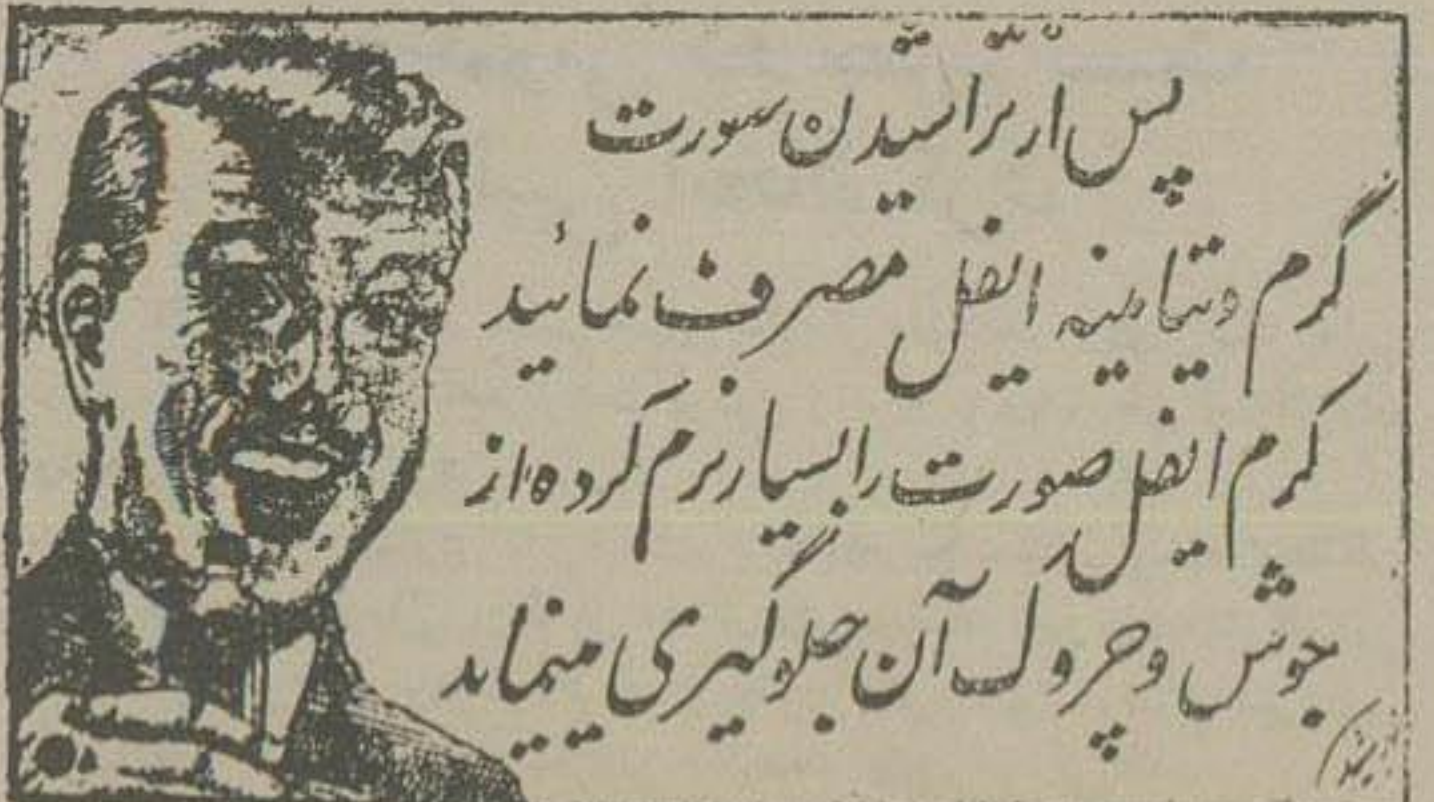 پس از تراشیدن صورت
کرم ویتامینه ایفل مصرف نمائید
کرم ایفل صورت را بسیار نرم کرده از
جوش و چروک آن جلوگیری مینماید